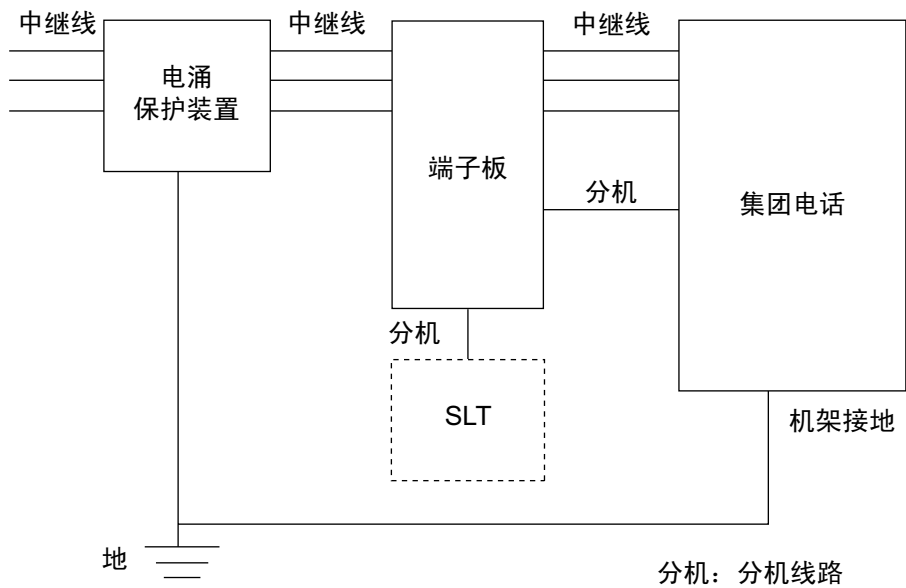 中继线
中继线
中继线
电涌
保护装置
端子板
分机
集团电话
分机
SLT
机架接地
地
分机：分机线路